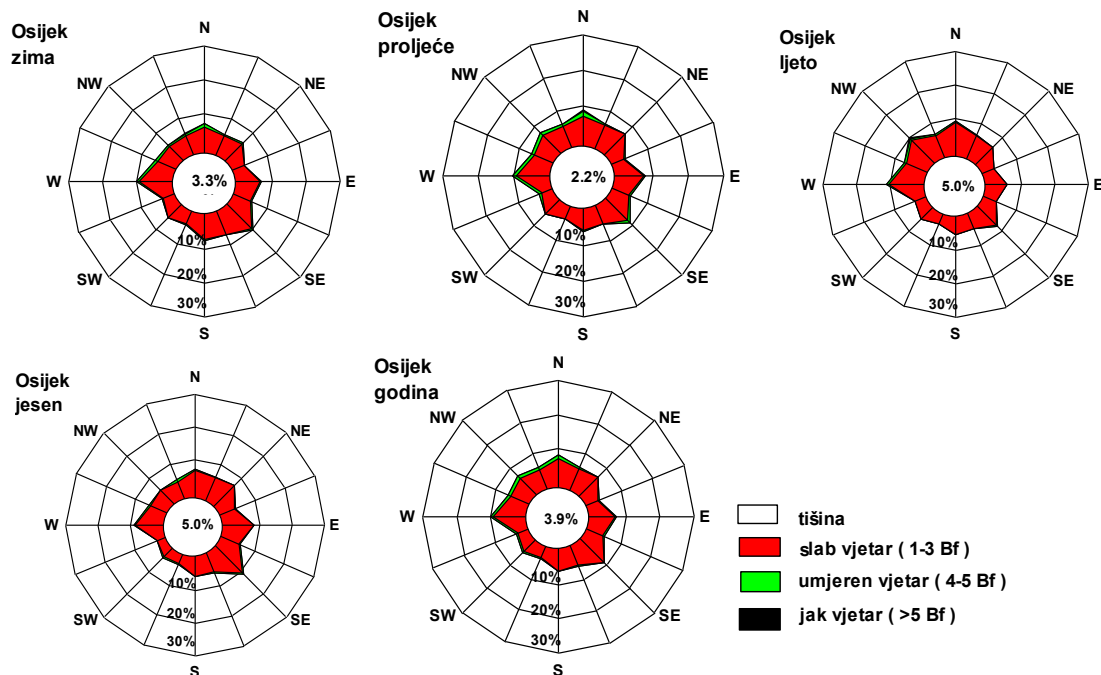 Osijek
zima
N
NE
E
SE
S
SW
W
NW
3.3%
10%
20%
30%
Osijek
proljeće
N
NE
E
SE
S
SW
W
NW
2.2%
10%
20%
30%
Osijek
ljeto
N
NE
E
SE
S
SW
W
NW
5.0%
10%
20%
30%
Osijek
jesen
N
NE
E
SE
S
SW
W
NW
5.0%
10%
20%
30%
Osijek
godina
N
NE
E
SE
S
SW
W
NW
3.9%
10%
20%
30%
tišina
slab vjetar ( 1-3 Bf )
umjeren vjetar ( 4-5 Bf )
jak vjetar ( >5 Bf )